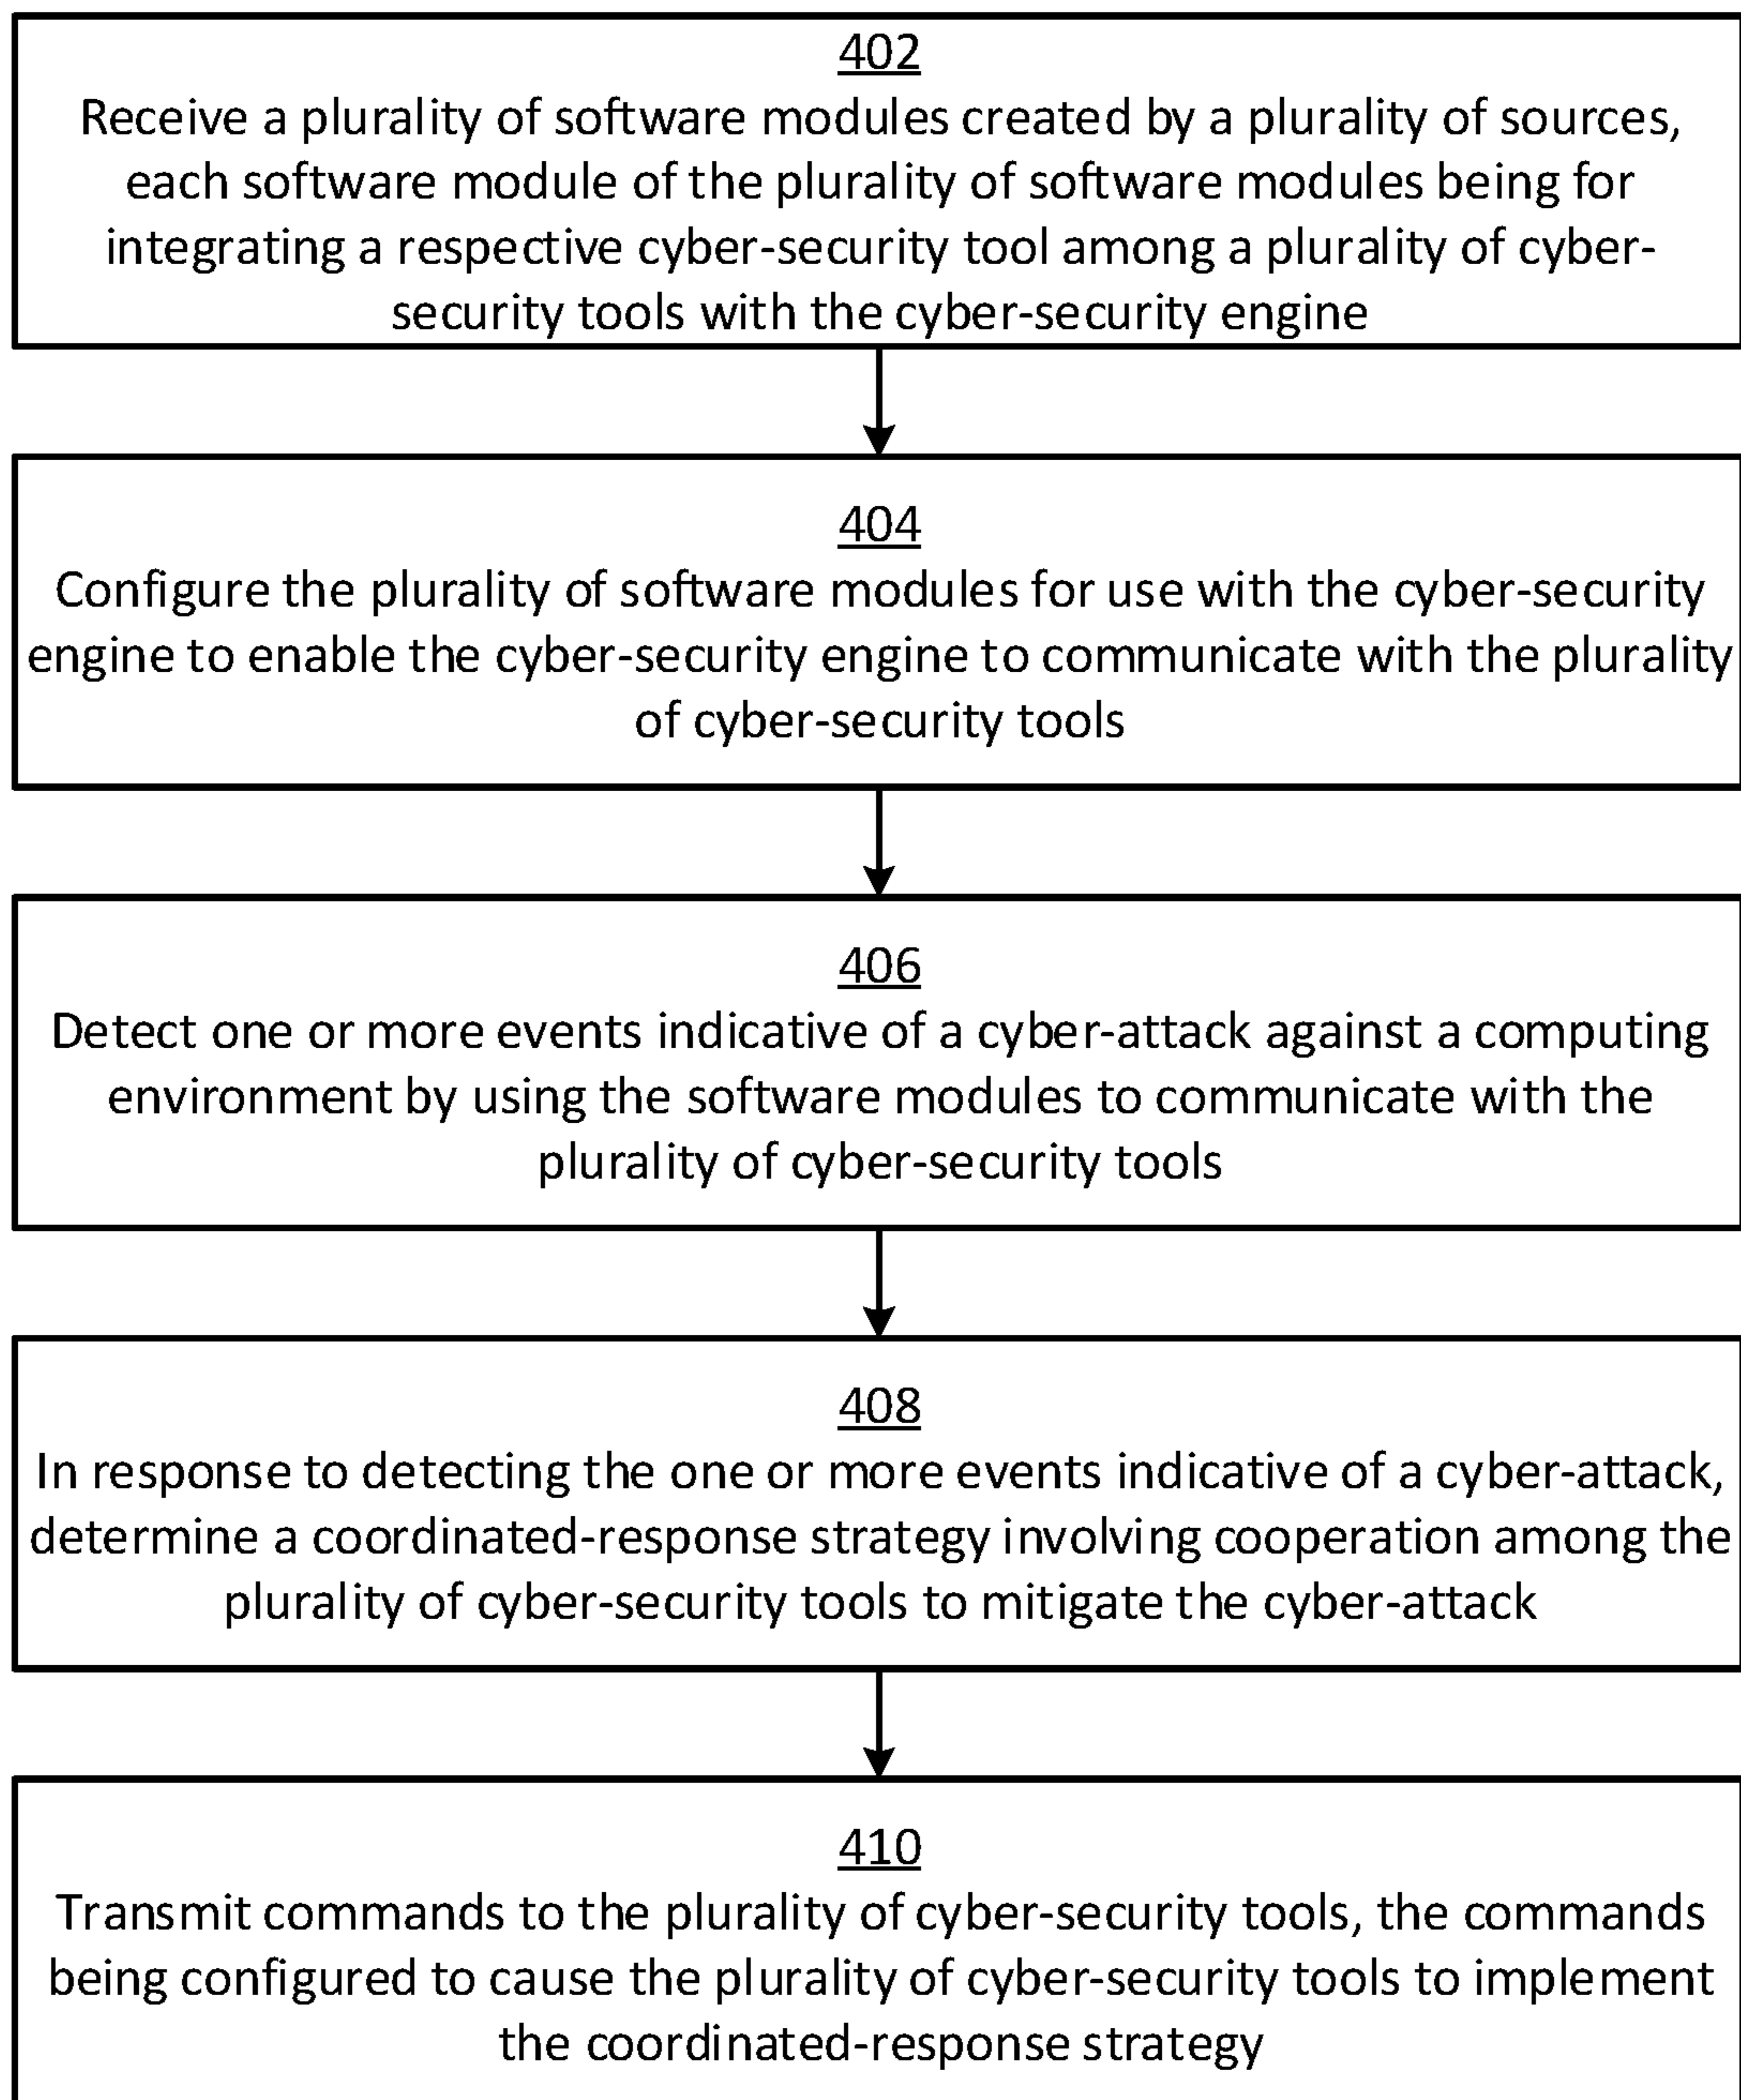 402
Receive a plurality of software modules created by a plurality of sources,
each software module of the plurality of software modules being for
integrating a respective cyber-security tool among a plurality of cyber-
security tools with the cyber-security engine
404
Configure the plurality of software modules for use with the cyber-security
engine to enable the cyber-security engine to communicate with the plurality
of cyber-security tools
406
Detect one or more events indicative of a cyber-attack against a computing
environment by using the software modules to communicate with the
plurality of cyber-security tools
408
In response to detecting the one or more events indicative of a cyber-attack,
determine a coordinated-response strategy involving cooperation among the
plurality of cyber-security tools to mitigate the cyber-attack
410
Transmit commands to the plurality of cyber-security tools, the commands
being configured to cause the plurality of cyber-security tools to implement
the coordinated-response strategy